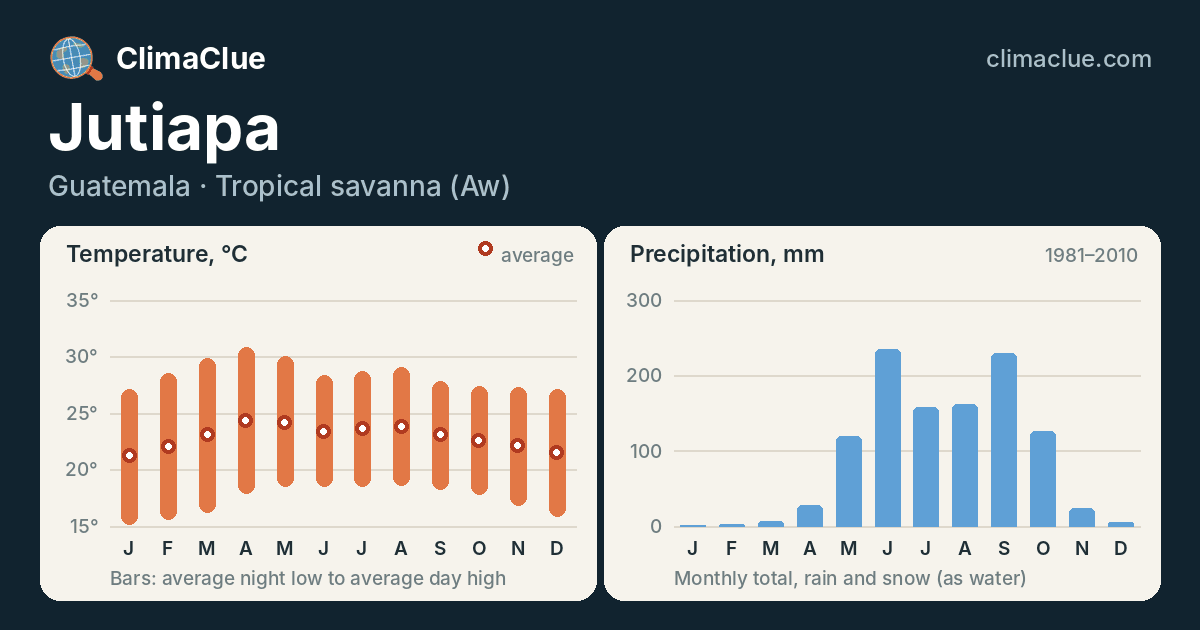 ClimaClue
climaclue.com
Jutiapa
Guatemala · Tropical savanna (Aw)
Temperature, °C
average
35°
30°
25°
20°
15°
J F M A M J J A S O N D
Bars: average night low to average day high
Precipitation, mm
1981–2010
300
200
100
0
J F M A M J J A S O N D
Monthly total, rain and snow (as water)